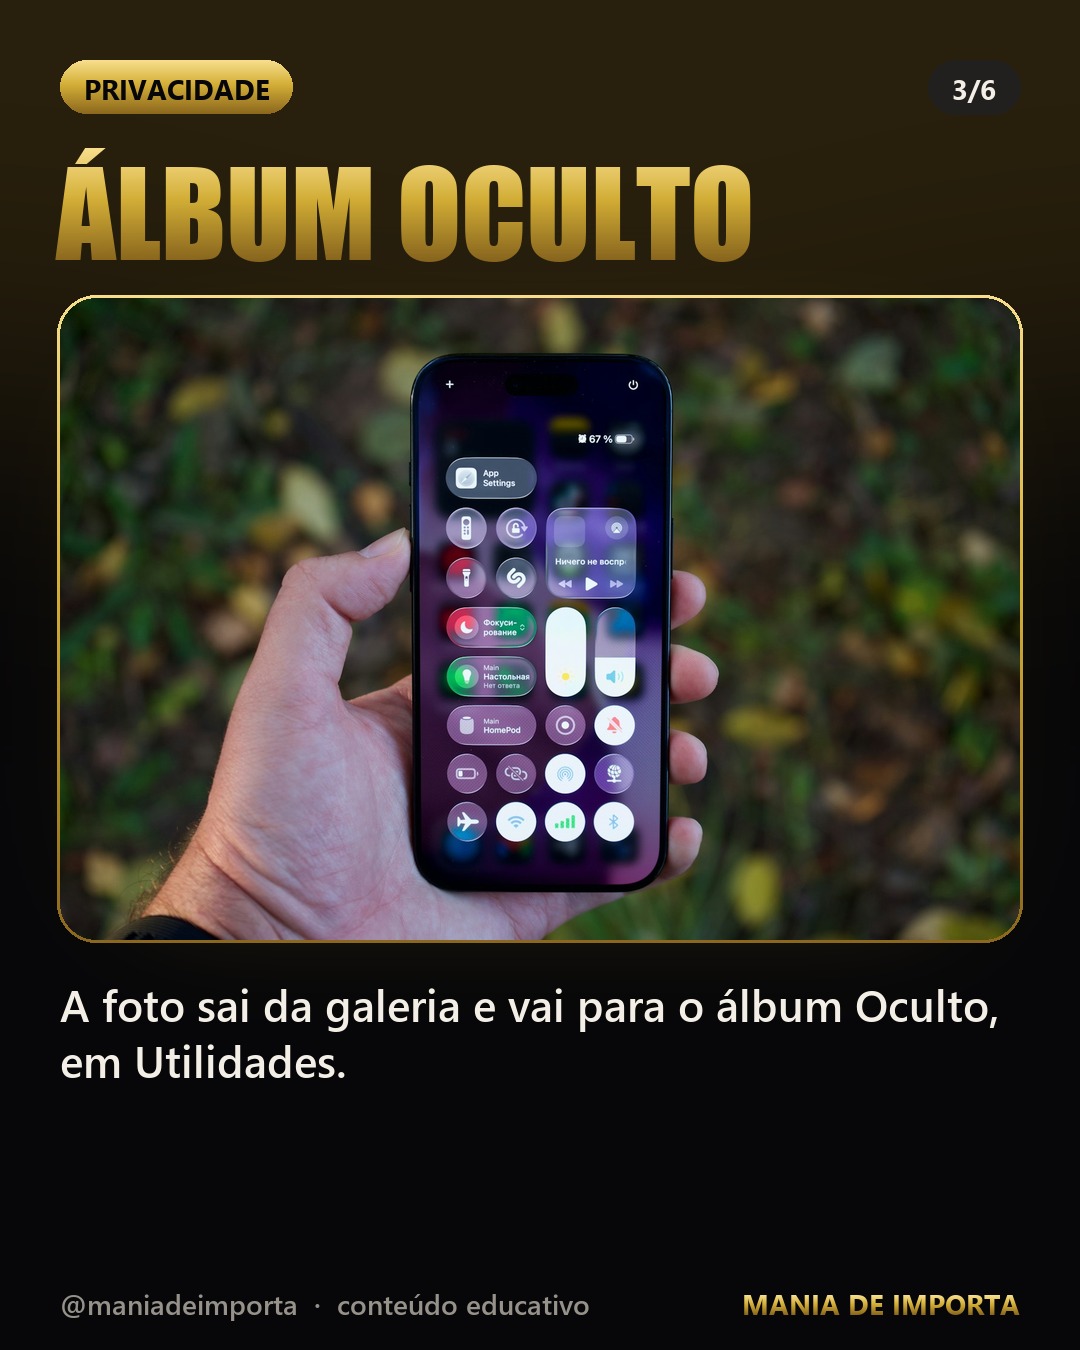 PRIVACIDADE
3/6
ÁLBUM OCULTO
67 %
App
Settings
Ничего не воспр
Фокуси-
рование
Main
Настольная
Нет ответа
Main
HomePod
A foto sai da galeria e vai para o álbum Oculto,
em Utilidades.
@maniadeimporta · conteúdo educativo
MANIA DE IMPORTA